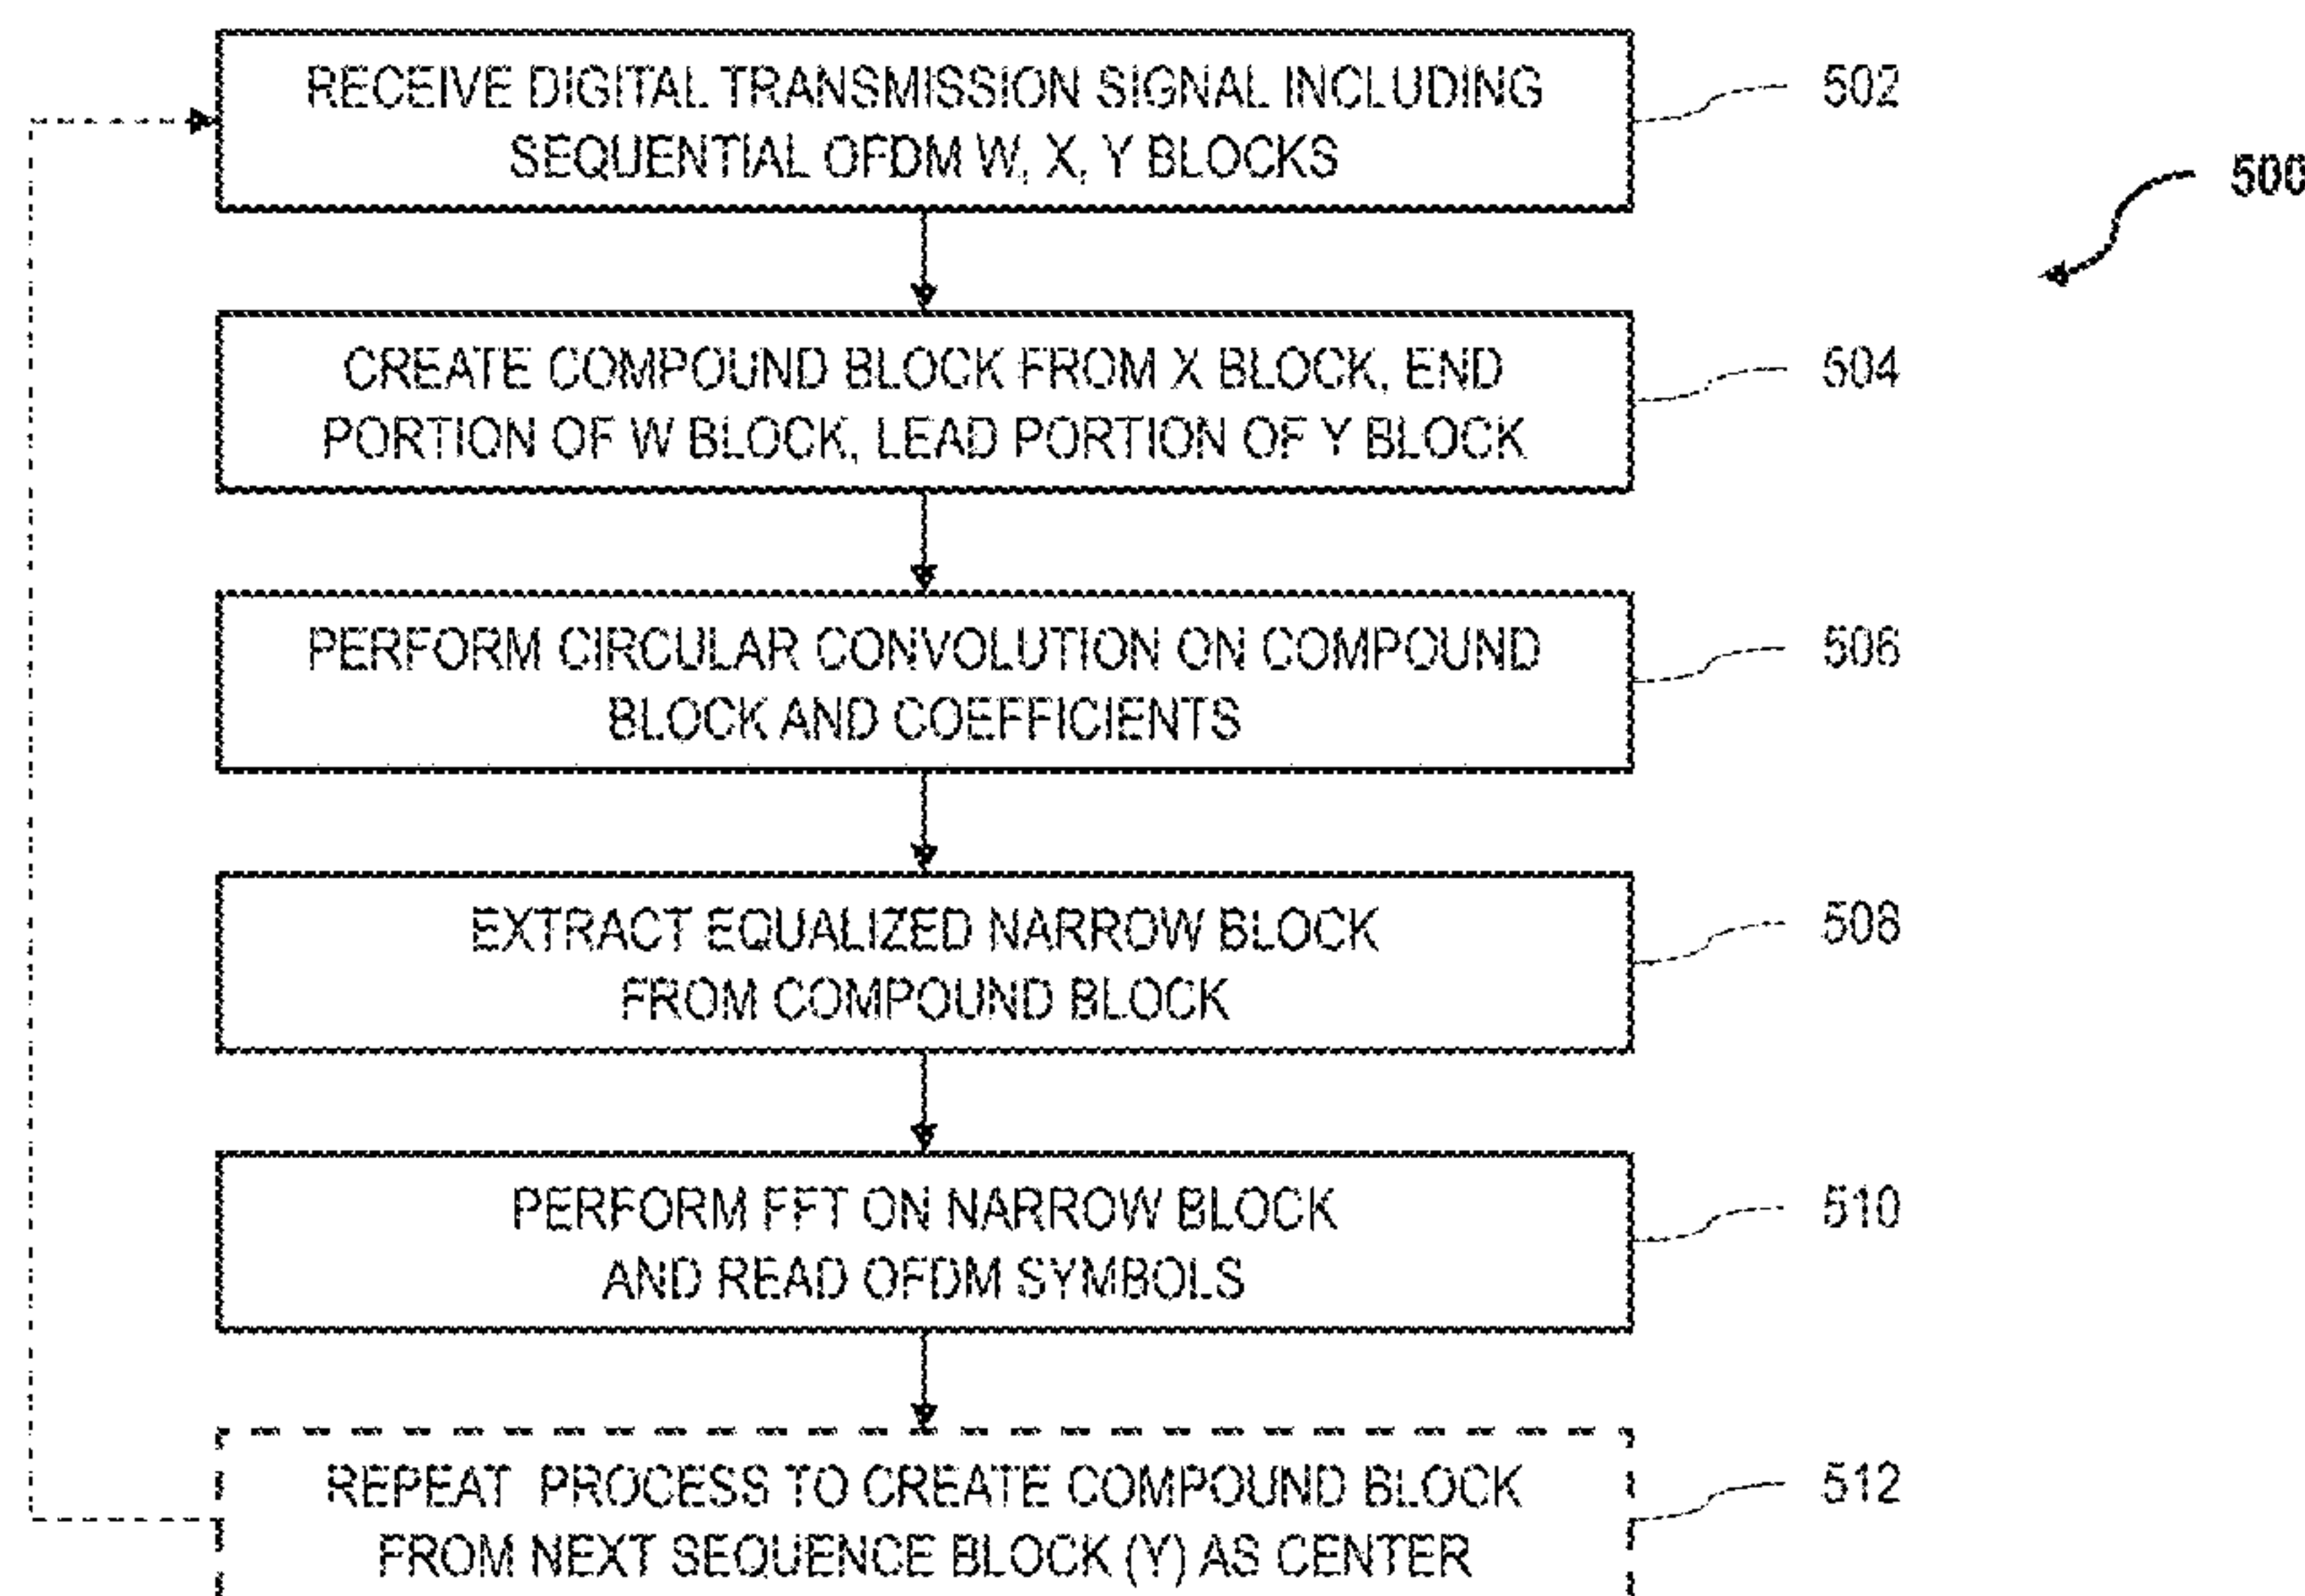 RECEIVE DIGITAL TRANSMISSION SIGNAL INCLUDING
SEQUENTIAL OFDM W, X, Y BLOCKS
502
500
CREATE COMPOUND BLOCK FROM X BLOCK, END
PORTION OF W BLOCK, LEAD PORTION OF Y BLOCK
504
PERFORM CIRCULAR CONVOLUTION ON COMPOUND
BLOCK AND COEFFICIENTS
506
EXTRACT EQUALIZED NARROW BLOCK
FROM COMPOUND BLOCK
508
PERFORM FFT ON NARROW BLOCK
AND READ OFDM SYMBOLS
510
REPEAT PROCESS TO CREATE COMPOUND BLOCK
FROM NEXT SEQUENCE BLOCK (Y) AS CENTER
512